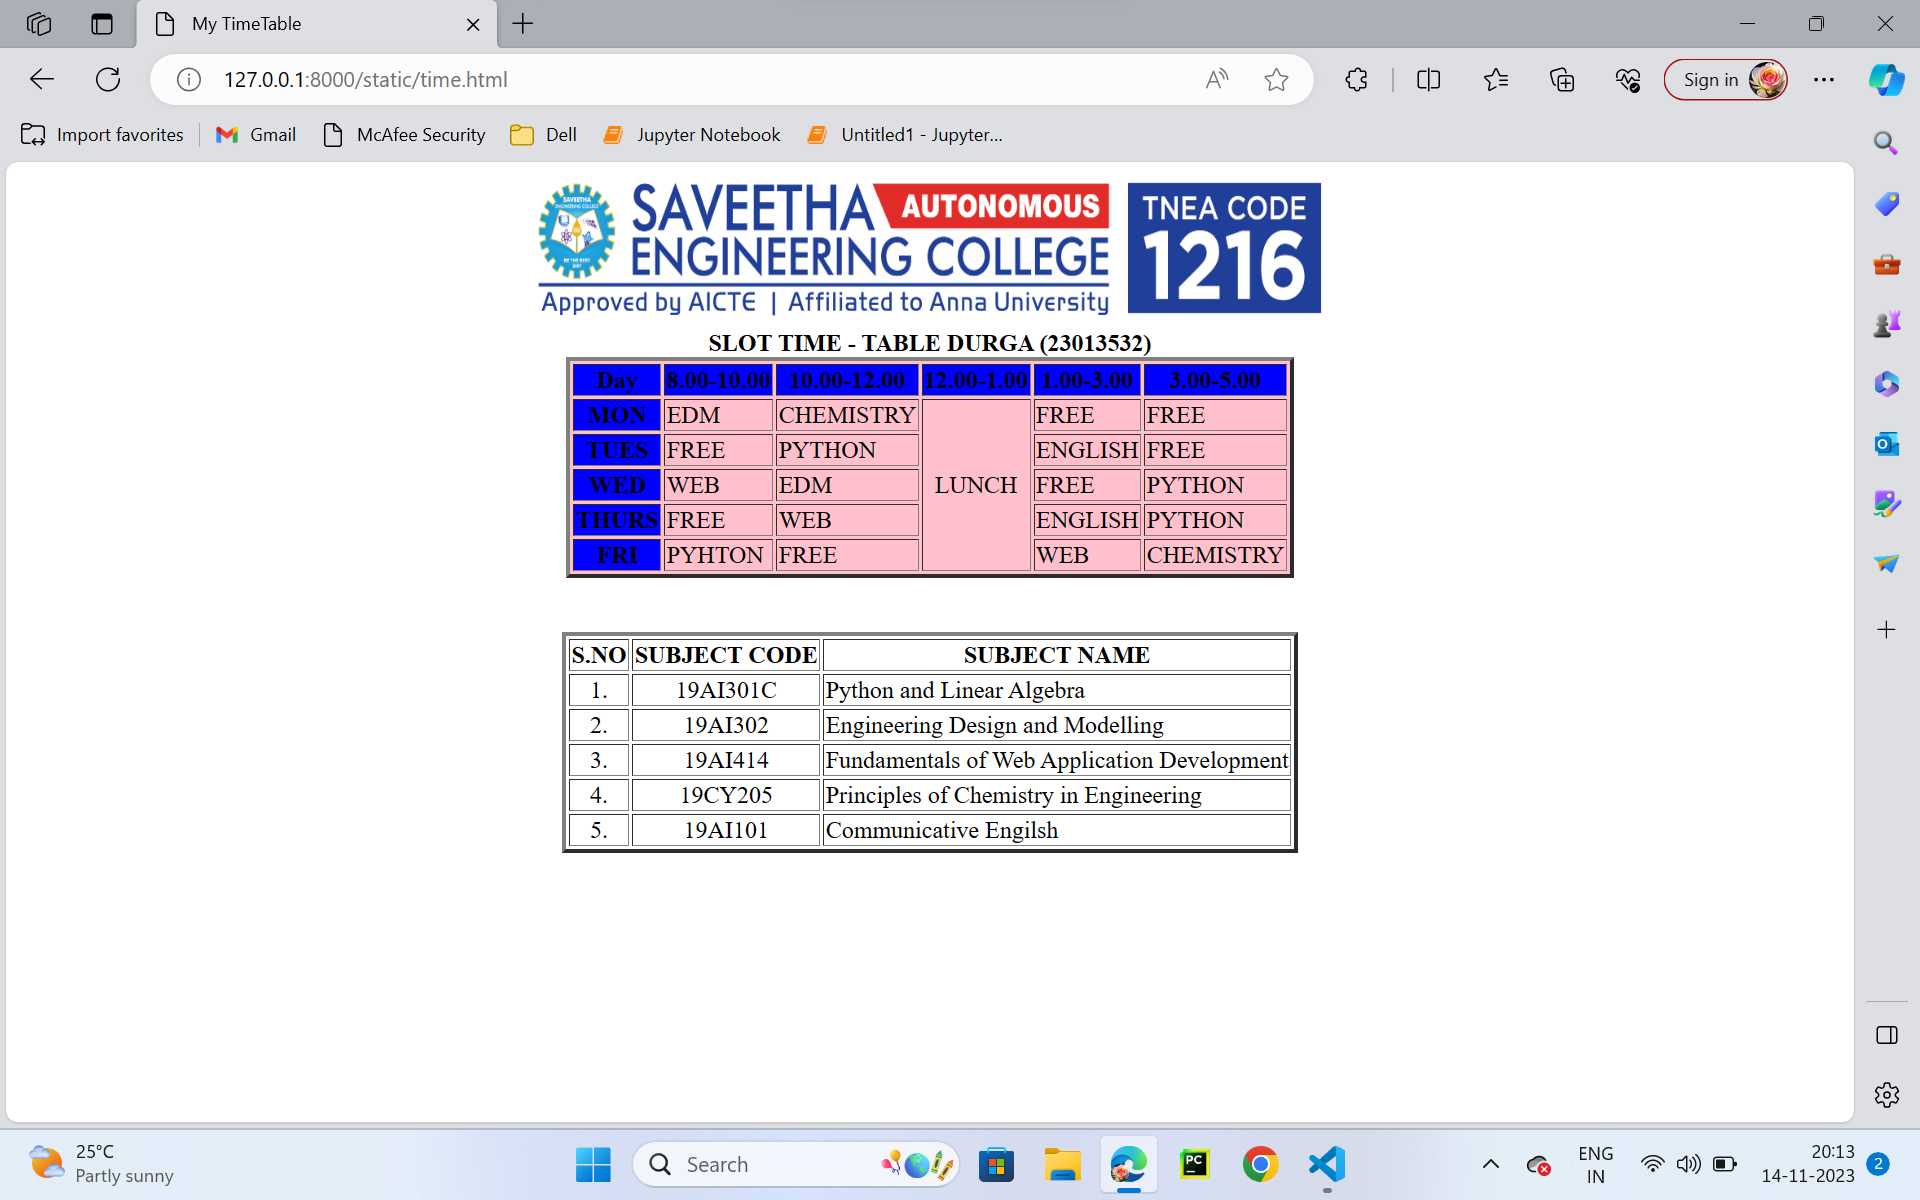 My TimeTable
127.0.0.1:8000/static/time.html
Sign in
Import favorites
Gmail
McAfee Security
Dell
Jupyter Notebook
Untitled1 - Jupyter...
SAVEETHA AUTONOMOUS
ENGINEERING COLLEGE
Approved by AICTE | Affiliated to Anna University
TNEA CODE
1216
SAVEETHA
ENGINEERING COLLEGE
SLOT TIME - TABLE DURGA (23013532)
Day 8.00-10.00 10.00-12.00 12.00-1.00 1.00-3.00 3.00-5.00
MON EDM CHEMISTRY FREE FREE
TUES FREE PYTHON ENGLISH FREE
WED WEB EDM LUNCH FREE PYTHON
THURS FREE WEB ENGLISH PYTHON
FRI PYHTON FREE WEB CHEMISTRY
S.NO SUBJECT CODE SUBJECT NAME
1. 19AI301C Python and Linear Algebra
2. 19AI302 Engineering Design and Modelling
3. 19AI414 Fundamentals of Web Application Development
4. 19CY205 Principles of Chemistry in Engineering
5. 19AI101 Communicative Engilsh
25°C
Partly sunny
Search
PC
ENG
IN
20:13
14-11-2023
2